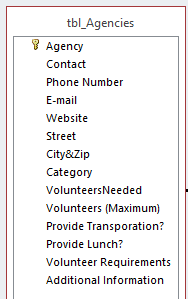 tbl_Agencies
Agency
Contact
Phone Number
E-mail
Website
Street
City&Zip
Category
VolunteersNeeded
Volunteers (Maximum)
Provide Transporation?
Provide Lunch?
Volunteer Requirements
Additional Information